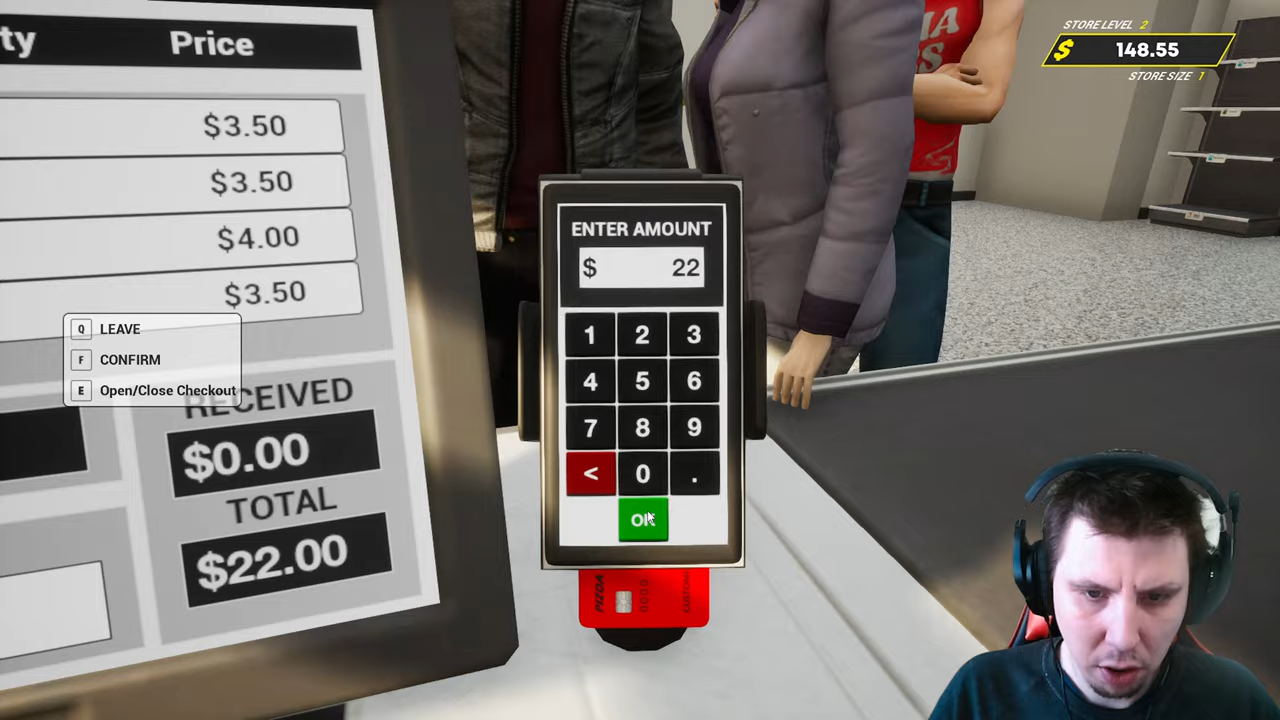 STORE LEVEL 2
$ 148.55
STORE SIZE 1
ty Price
$3.50
$3.50
$4.00
$3.50
Q LEAVE
F CONFIRM
E Open/Close Checkout
RECEIVED
$0.00
TOTAL
$22.00
ENTER AMOUNT
$ 22
1 2 3
4 5 6
7 8 9
< 0 .
OK
PIZDA
0000